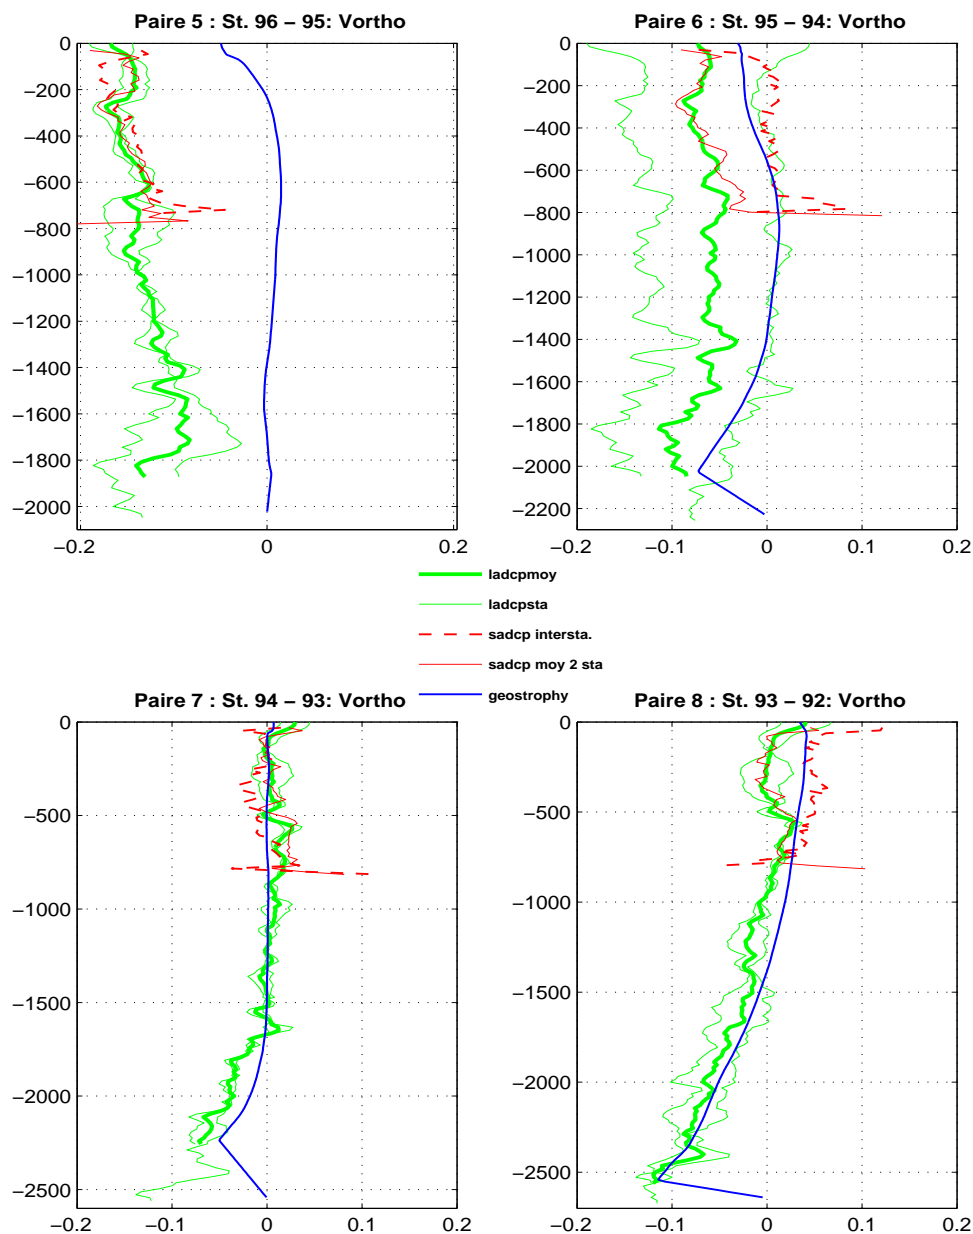 Paire 5 : St. 96 – 95: Vortho
0
−200
−400
−600
−800
−1000
−1200
−1400
−1600
−1800
−2000
−0.2 −0.1 0 0.1 0.2
Paire 6 : St. 95 – 94: Vortho
0
−200
−400
−600
−800
−1000
−1200
−1400
−1600
−1800
−2000
−2200
−0.2 −0.1 0 0.1 0.2
ladcpmoy
ladcpsta
sadcp intersta.
sadcp moy 2 sta
geostrophy
Paire 7 : St. 94 – 93: Vortho
0
−500
−1000
−1500
−2000
−2500
−0.2 −0.1 0 0.1 0.2
Paire 8 : St. 93 – 92: Vortho
0
−500
−1000
−1500
−2000
−2500
−0.2 −0.1 0 0.1 0.2